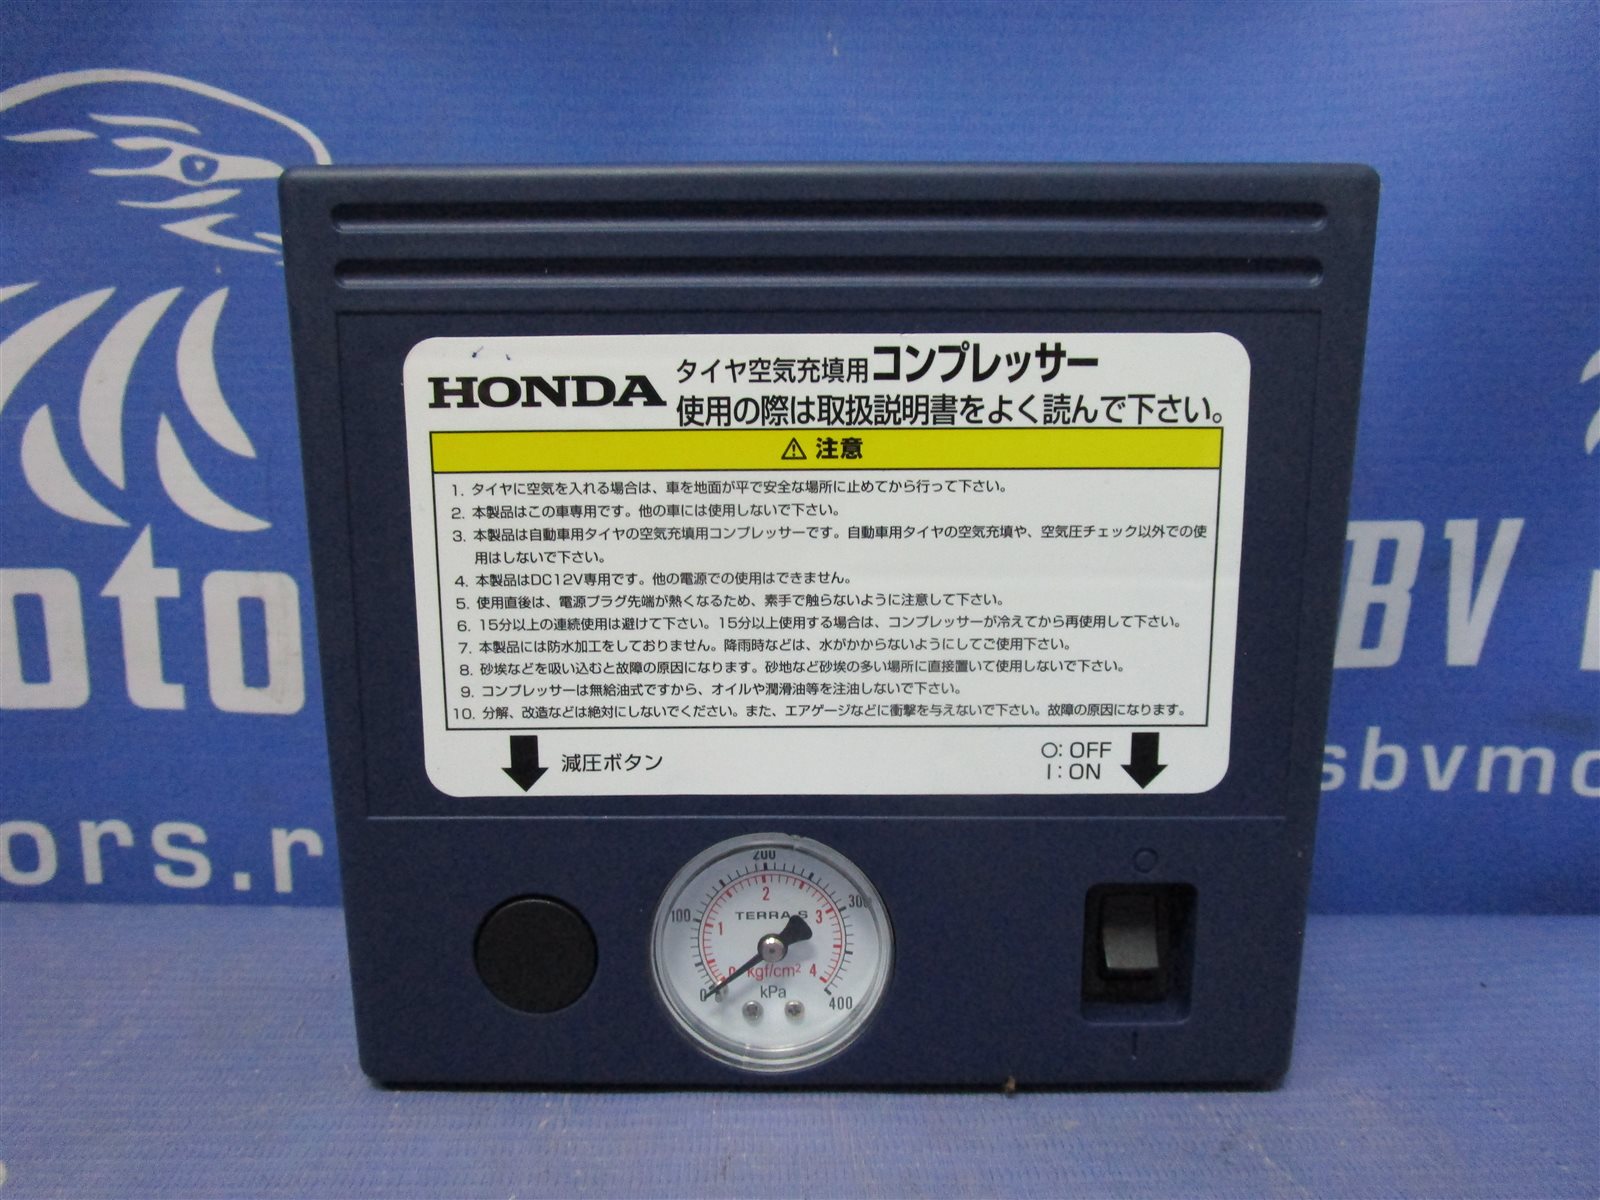 HONDA
タイヤ空気充填用コンプレッサー
使用の際は取扱説明書をよく読んで下さい。
⚠ 注意
1. タイヤに空気を入れる場合は、車を地面が平で安全な場所に止めてから行って下さい。
2. 本製品はこの車専用です。他の車には使用しないで下さい。
3. 本製品は自動車用タイヤの空気充填用コンプレッサーです。自動車用タイヤの空気充填や、空気圧チェック以外での使
用はしないで下さい。
4. 本製品はDC12V専用です。他の電源での使用はできません。
5. 使用直後は、電源プラグ先端が熱くなるため、素手で触らないように注意して下さい。
6. 15分以上の連続使用は避けて下さい。15分以上使用する場合は、コンプレッサーが冷えてから再使用して下さい。
7. 本製品には防水加工をしておりません。降雨時などは、水がかからないようにしてご使用下さい。
8. 砂埃などを吸い込むと故障の原因になります。砂地など砂埃の多い場所に直接置いて使用しないで下さい。
9. コンプレッサーは無給油式ですから、オイルや潤滑油等を注油しないで下さい。
10. 分解、改造などは絶対にしないでください。また、エアゲージなどに衝撃を与えないで下さい。故障の原因になります。
減圧ボタン
○: OFF
I: ON
200
2
100 300
TERRA-S
1 3
0 kgf/cm² 4
0 kPa 400
oto
ors.r
BV
sbvmo